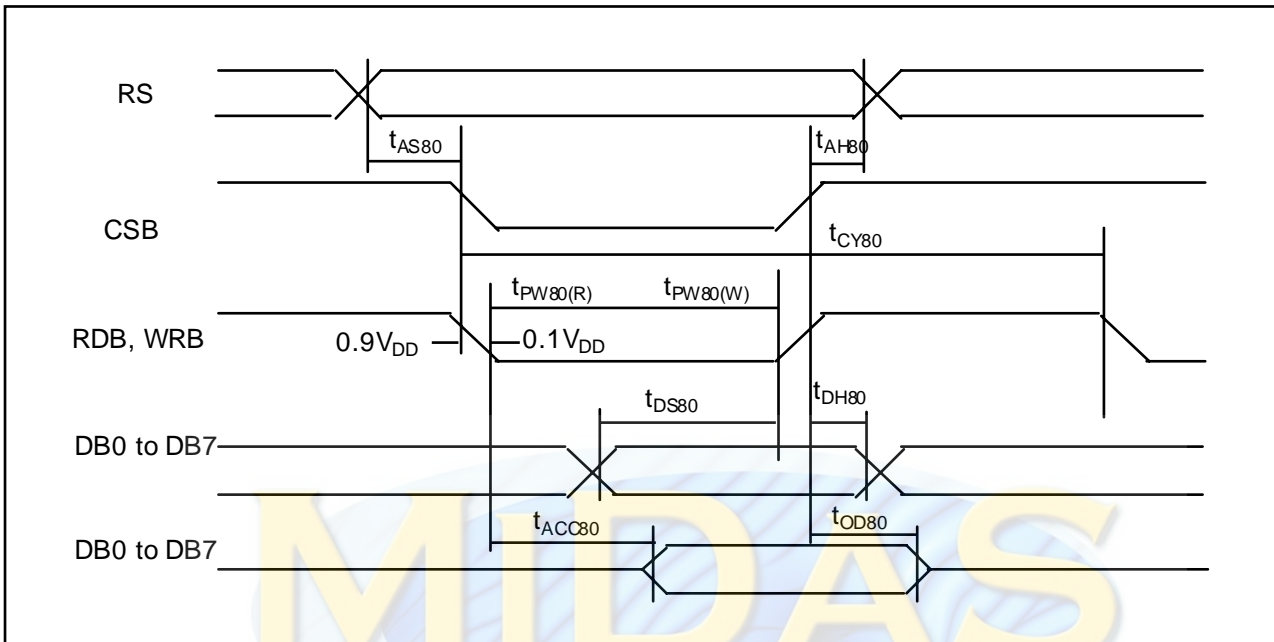 RS
tAS80
tAH80
CSB
tCY80
tPW80(R) tPW80(W)
RDB, WRB
0.9VDD
0.1VDD
tDS80
tDH80
DB0 to DB7
tACC80
tOD80
DB0 to DB7
MIDAS